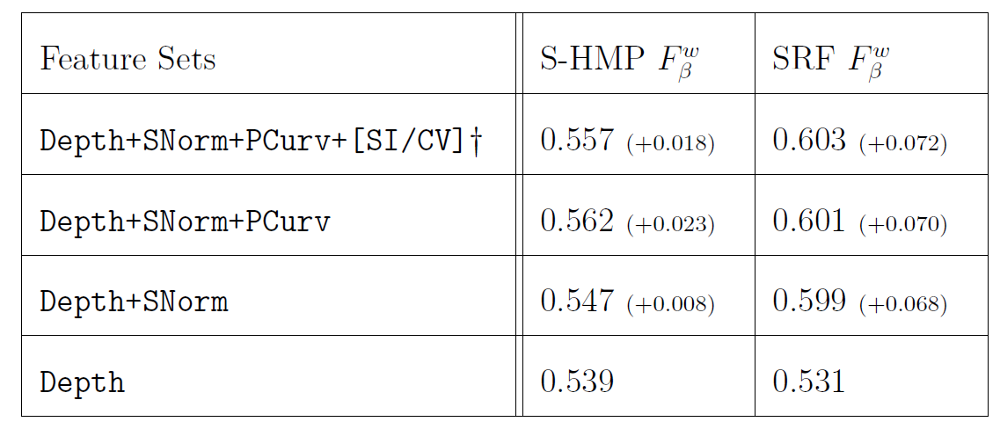 Feature Sets S-HMP $F_\beta^w$ SRF $F_\beta^w$
Depth+SNorm+PCurv+[SI/CV]† 0.557 (+0.018) 0.603 (+0.072)
Depth+SNorm+PCurv 0.562 (+0.023) 0.601 (+0.070)
Depth+SNorm 0.547 (+0.008) 0.599 (+0.068)
Depth 0.539 0.531